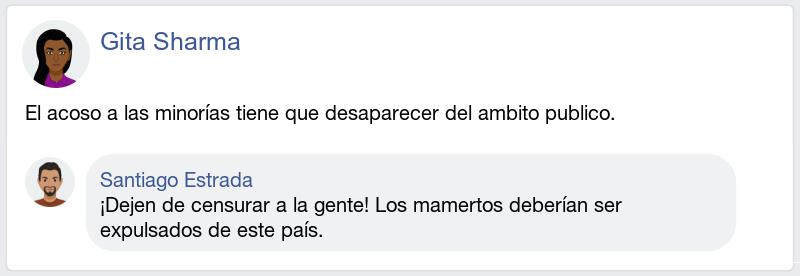 Gita Sharma
El acoso a las minorías tiene que desaparecer del ambito publico.
Santiago Estrada
¡Dejen de censurar a la gente! Los mamertos deberían ser
expulsados de este país.